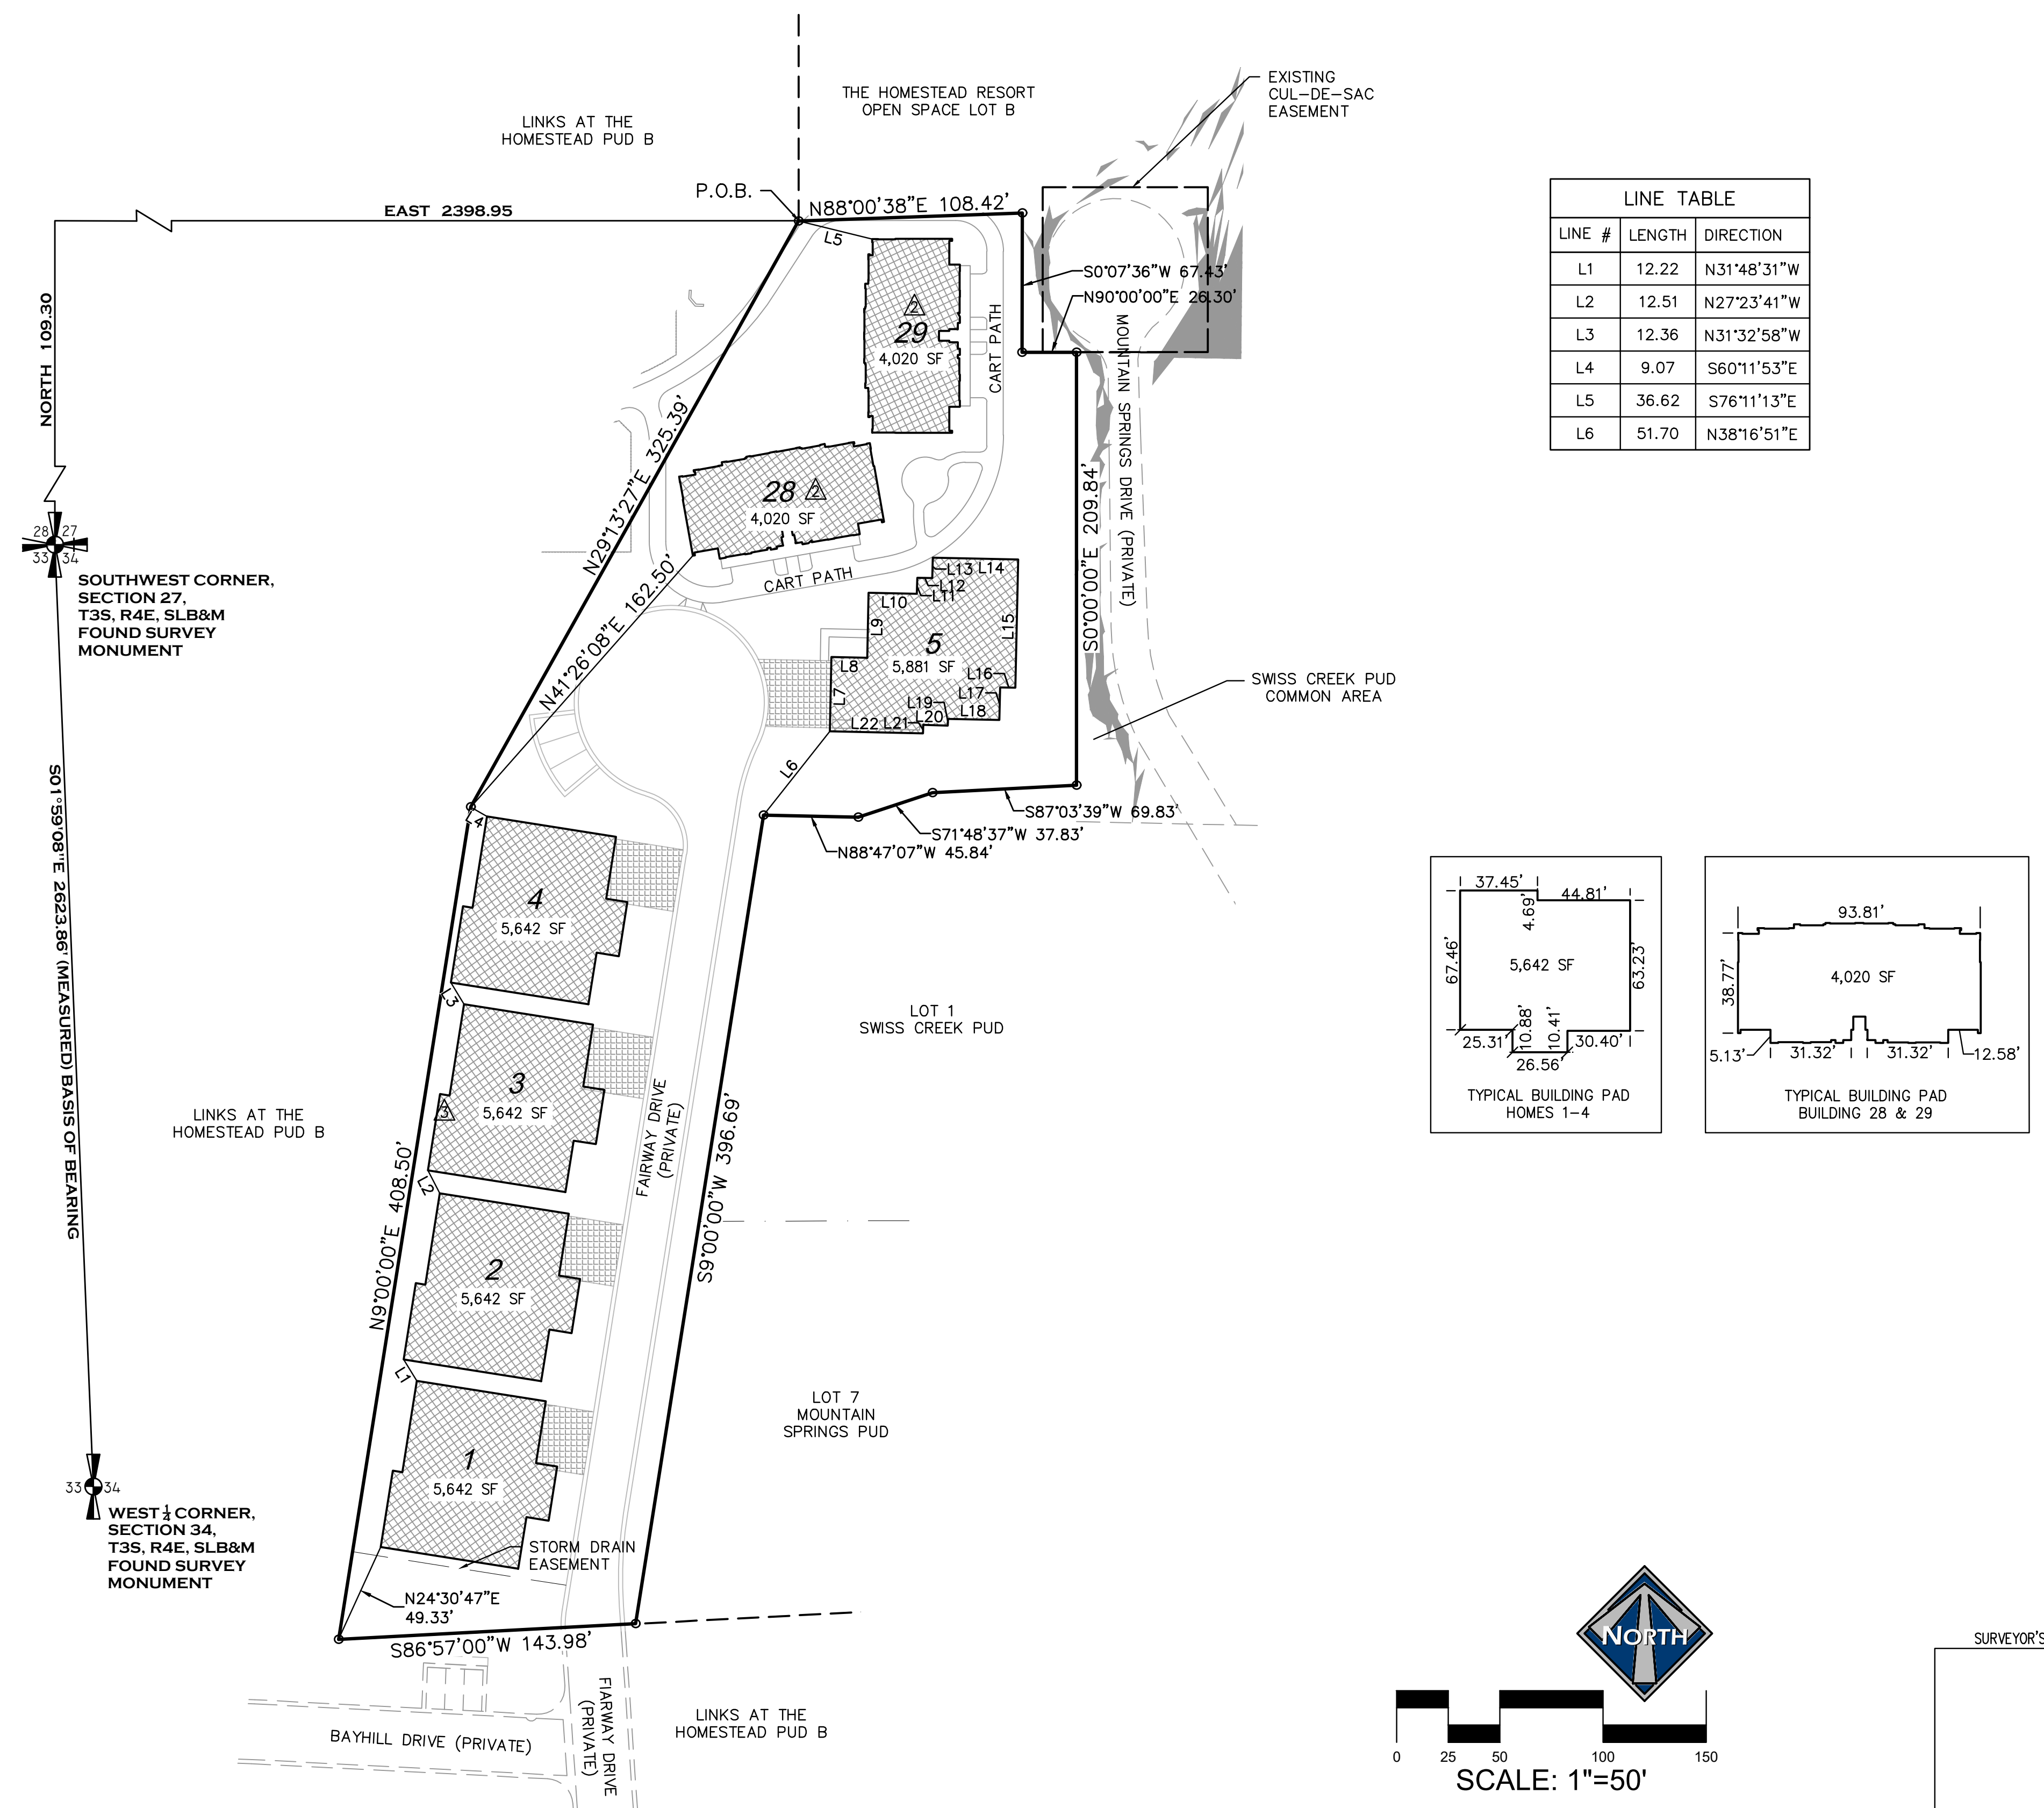 THE HOMESTEAD RESORT
OPEN SPACE LOT B
EXISTING
CUL-DE-SAC
EASEMENT
LINKS AT THE
HOMESTEAD PUD B
P.O.B.
N88°00'38"E 108.42'
EAST 2398.95
L5
NORTH 109.30
S0°07'36"W 67.43'
N90°00'00"E 26.30'
2
29
4,020 SF
CART PATH
MOUNTAIN SPRINGS DRIVE (PRIVATE)
LINE TABLE
LINE # LENGTH DIRECTION
L1 12.22 N31°48'31"W
L2 12.51 N27°23'41"W
L3 12.36 N31°32'58"W
L4 9.07 S60°11'53"E
L5 36.62 S76°11'13"E
L6 51.70 N38°16'51"E
N29°13'27"E 325.39'
28
2
4,020 SF
S0°00'00"E 209.84'
28 27
33 34
SOUTHWEST CORNER,
SECTION 27,
T3S, R4E, SLB&M
FOUND SURVEY
MONUMENT
CART PATH
N41°26'08"E 162.50'
L13 L14
L12
L11
L10
L9
L15
5
5,881 SF
L8
L16
L7
L17
L19
L18
L20
L22 L21
L6
SWISS CREEK PUD
COMMON AREA
S87°03'39"W 69.83'
S71°48'37"W 37.83'
N88°47'07"W 45.84'
S01°59'08"E 2623.86' (MEASURED) BASIS OF BEARING
L4
4
5,642 SF
L3
3
5,642 SF
3
L2
2
5,642 SF
L1
1
5,642 SF
FAIRWAY DRIVE
(PRIVATE)
S9°00'00"W 396.69'
N9°00'00"E 408.50'
LOT 1
SWISS CREEK PUD
LINKS AT THE
HOMESTEAD PUD B
LOT 7
MOUNTAIN
SPRINGS PUD
37.45'
44.81'
4.69'
67.46'
5,642 SF
63.23'
10.88'
10.41'
25.31'
30.40'
26.56'
TYPICAL BUILDING PAD
HOMES 1-4
93.81'
38.77'
4,020 SF
5.13'
31.32'
31.32'
12.58'
TYPICAL BUILDING PAD
BUILDING 28 & 29
33 34
WEST 1/4 CORNER,
SECTION 34,
T3S, R4E, SLB&M
FOUND SURVEY
MONUMENT
STORM DRAIN
EASEMENT
N24°30'47"E
49.33'
S86°57'00"W 143.98'
FIARWAY DRIVE
(PRIVATE)
BAYHILL DRIVE (PRIVATE)
LINKS AT THE
HOMESTEAD PUD B
NORTH
0 25 50 100 150
SCALE: 1"=50'
SURVEYOR'S